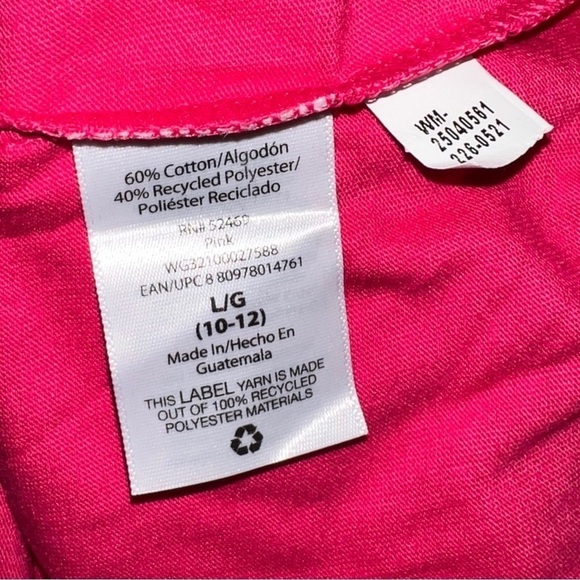 60% Cotton/Algodón
40% Recycled Polyester/
Poliéster Reciclado
RN# 52469
Pink
WG32100027588
EAN/UPC 8 80978014761
L/G
(10-12)
Made In/Hecho En
Guatemala
THIS LABEL YARN IS MADE
OUT OF 100% RECYCLED
POLYESTER MATERIALS
WM-
25040561
226-0521